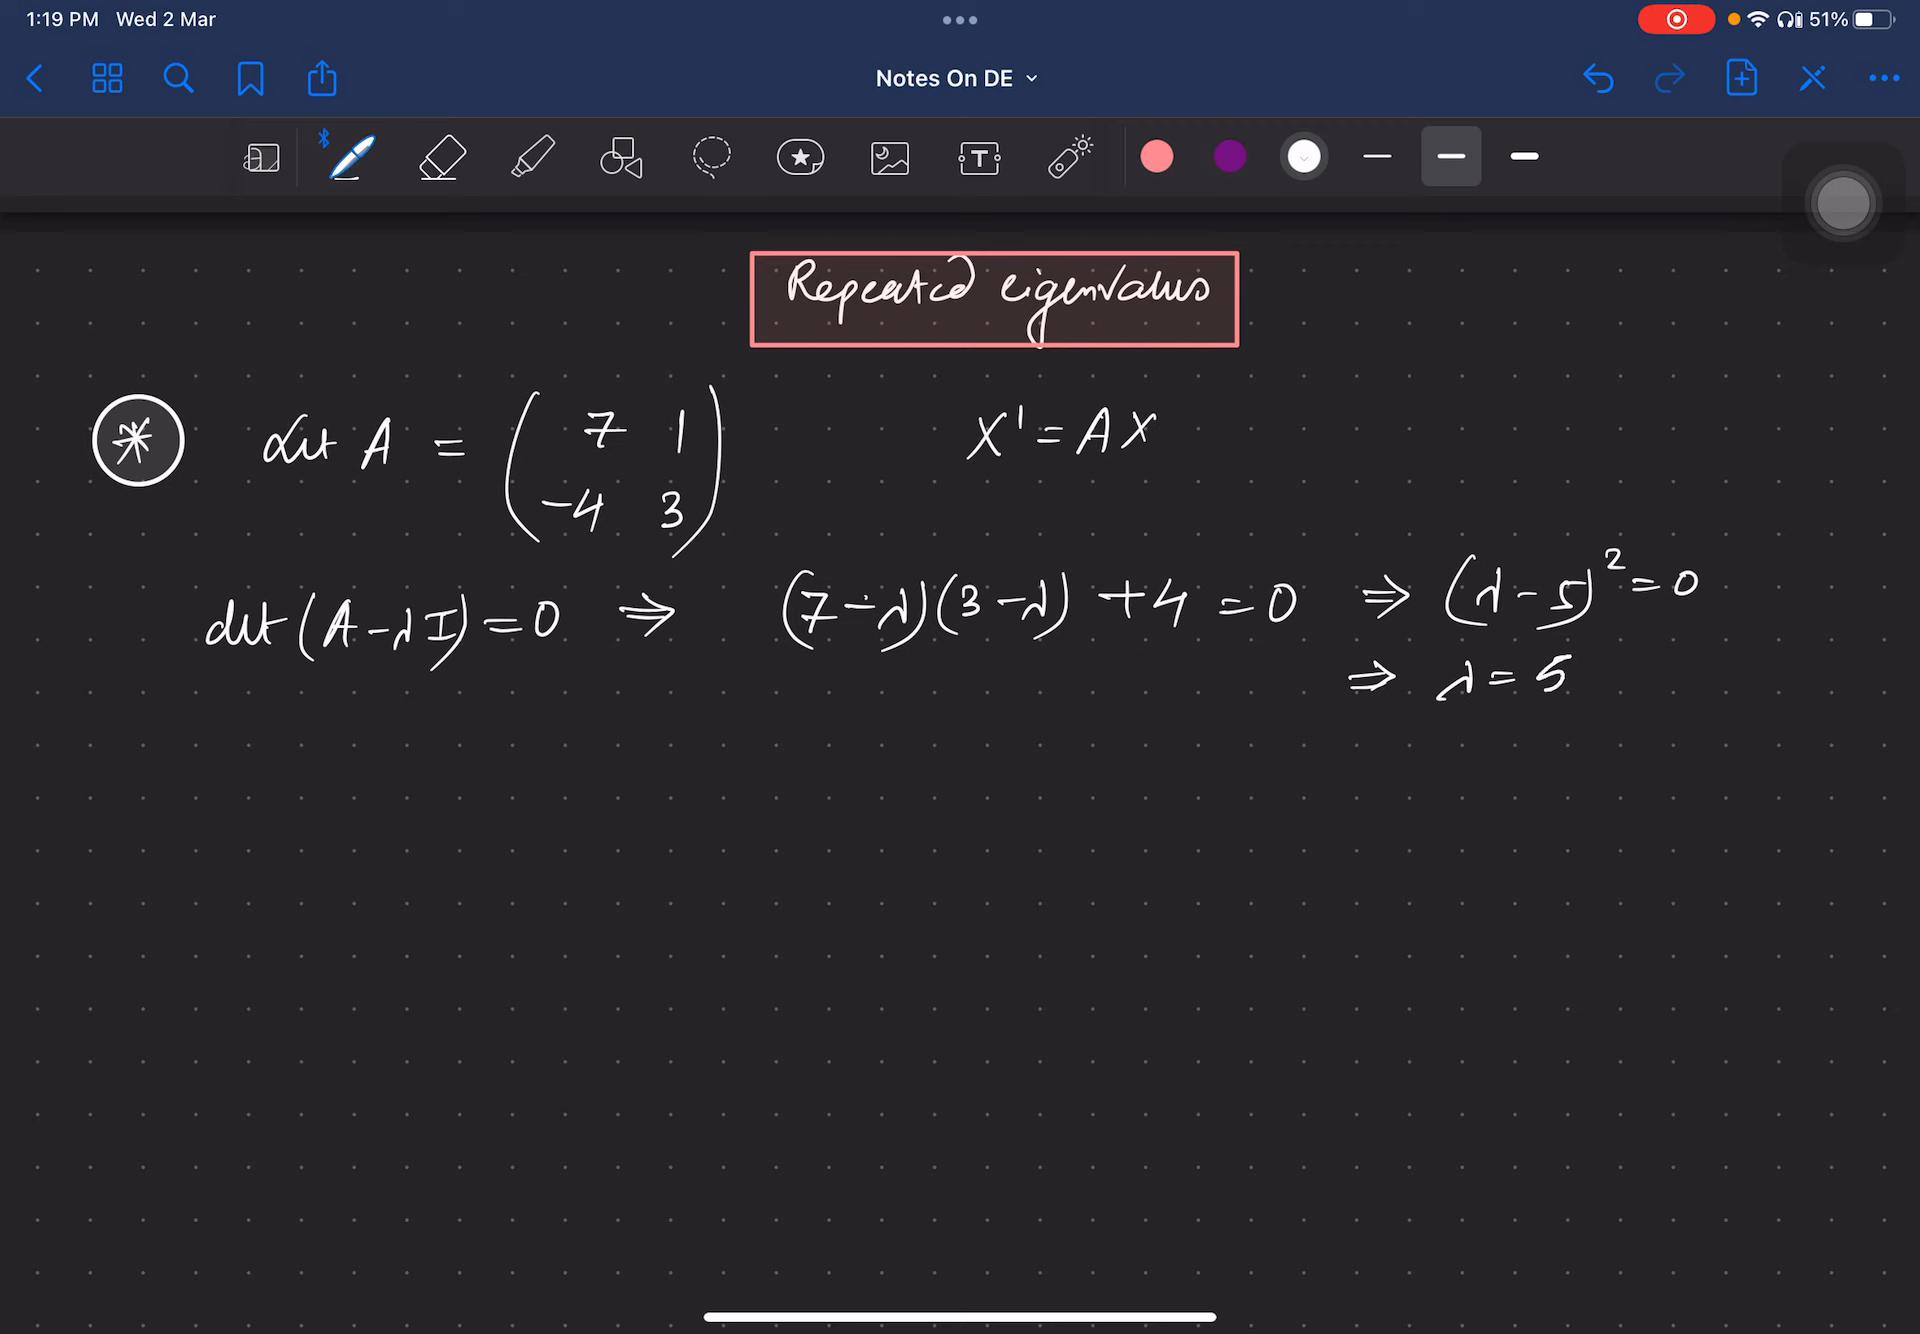 1:19 PM Wed 2 Mar
51%
Notes On DE
Repeated eigenvalues
* Let A = ( 7 1
-4 3 )
X' = AX
det(A-λI)=0 ⇒ (7-λ)(3-λ)+4=0 ⇒ (λ-5)²=0
⇒ λ=5